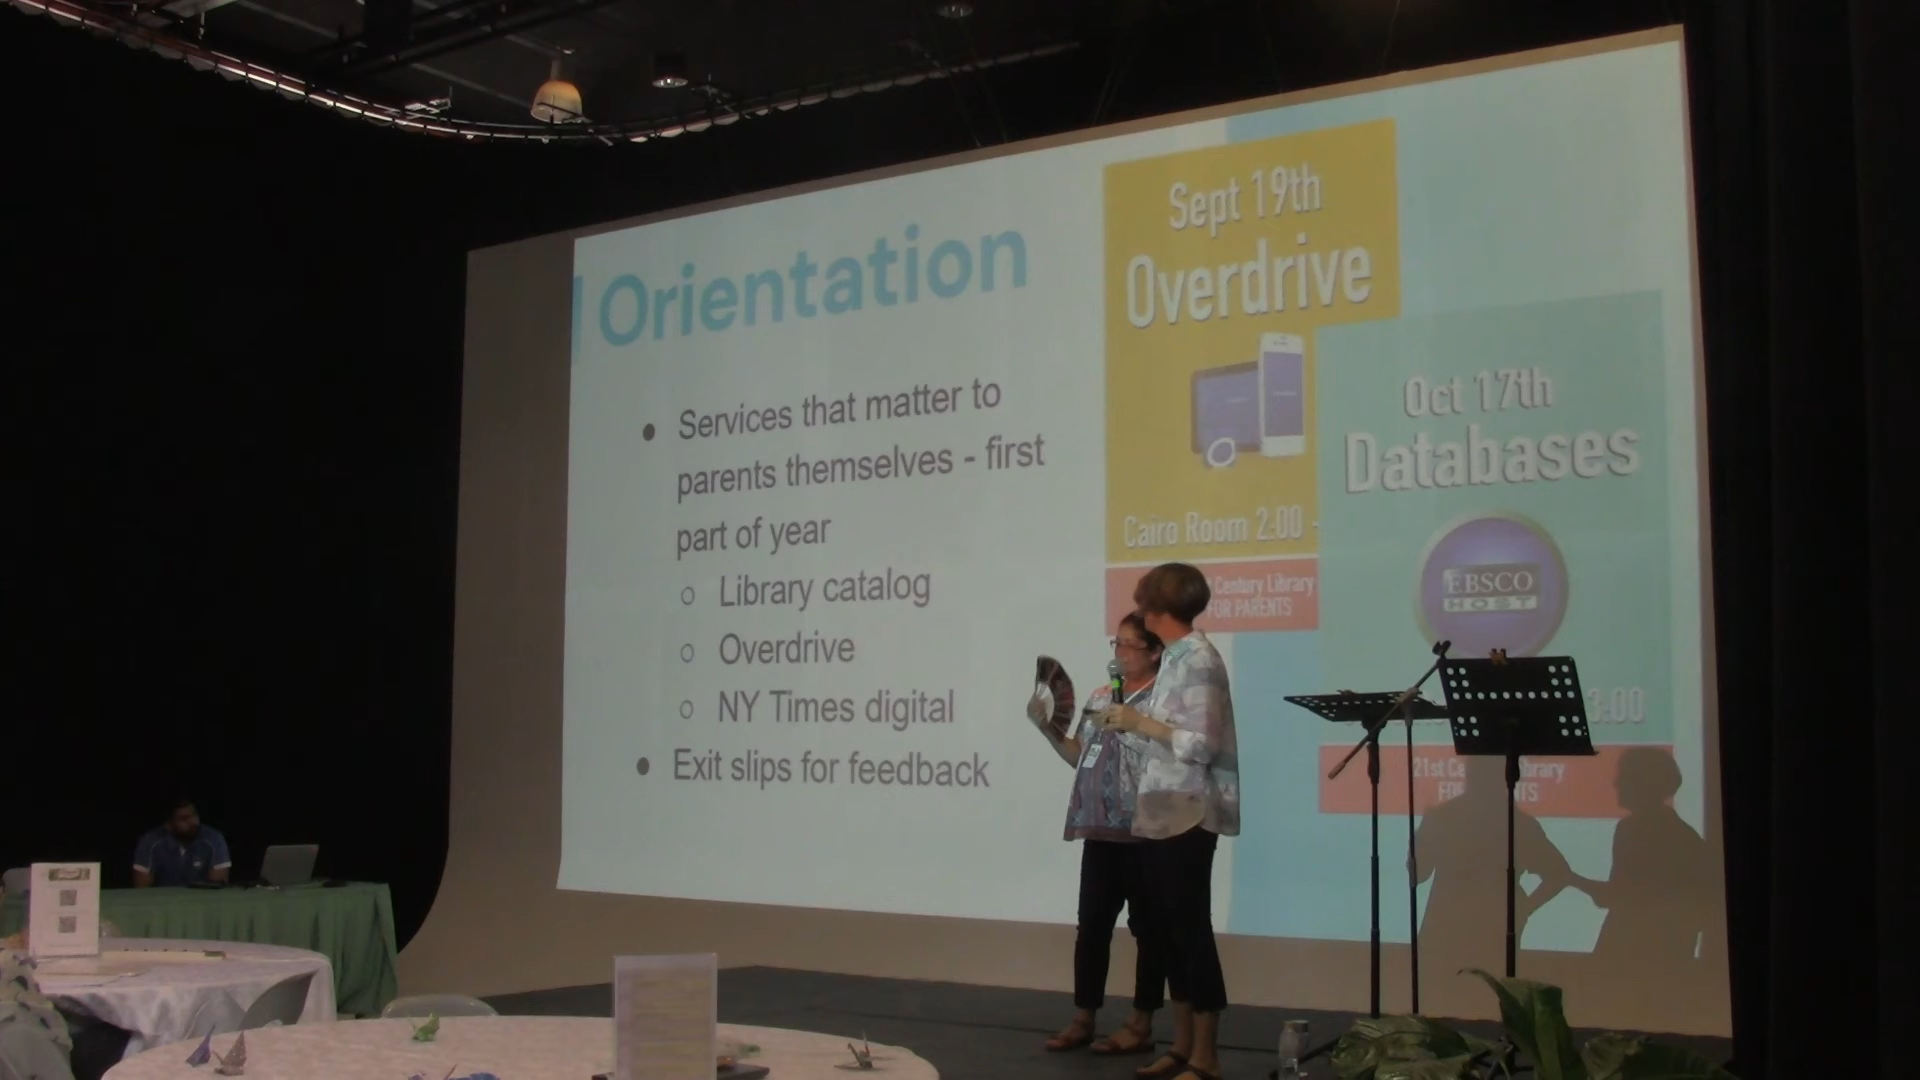 Orientation
Services that matter to
parents themselves - first
part of year
Library catalog
Overdrive
NY Times digital
Exit slips for feedback
Sept 19th
Overdrive
Cairo Room 2:00 -
Century Library
FOR PARENTS
Oct 17th
Databases
EBSCO
HOST
3:00
21st